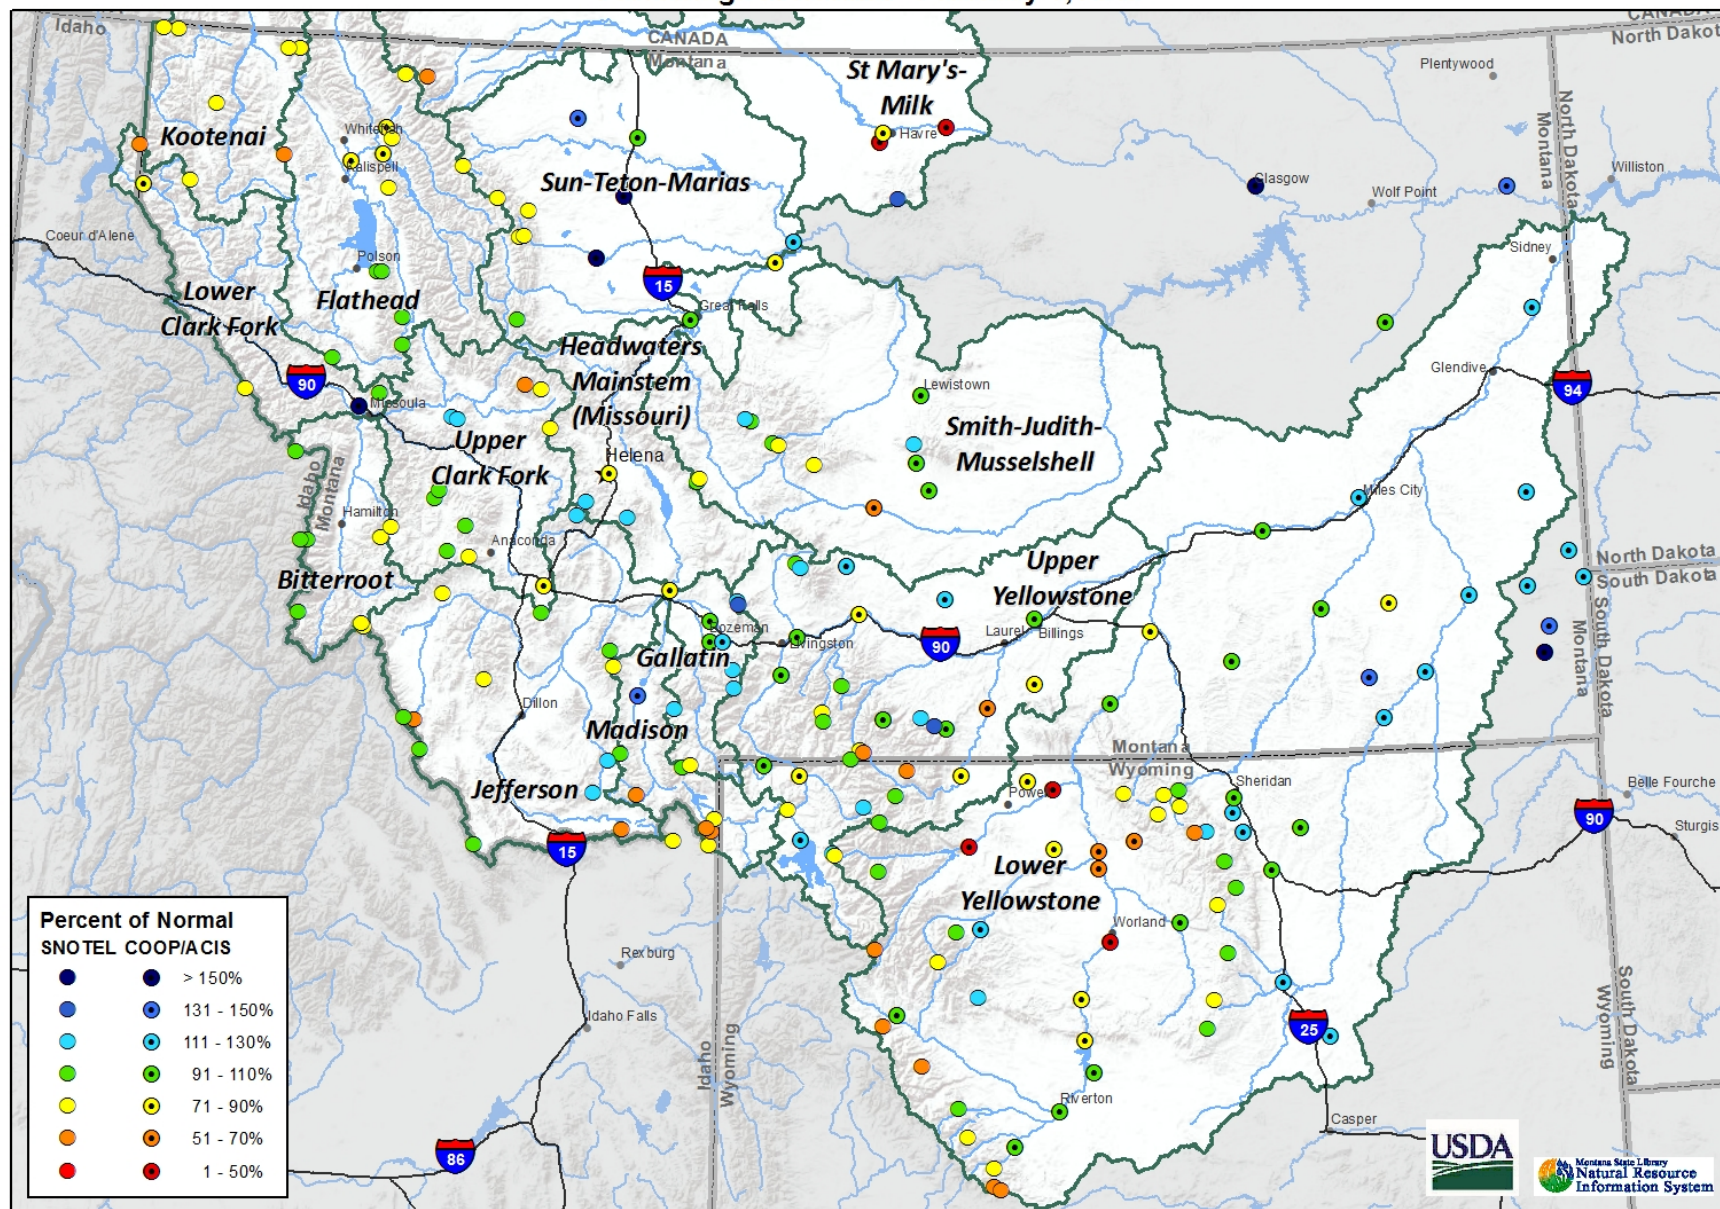 Idaho
CANADA
Montana
CANADA
North Dakot
Plentywood
St Mary's-
Milk
Havre
Kootenai
Whitefish
Kalispell
Sun-Teton-Marias
North Dakota
Montana
Glasgow
Wolf Point
Williston
Coeur d'Alene
Polson
Sidney
Lower
Clark Fork
Flathead
15
Great Falls
Headwaters
Mainstem
(Missouri)
Glendive
94
90
Missoula
Lewistown
Smith-Judith-
Musselshell
Upper
Clark Fork
Helena
Idaho
Montana
Hamilton
Anaconda
Miles City
Bitterroot
Upper
Yellowstone
North Dakota
South Dakota
Bozeman
Livingston
90
Laurel
Billings
Gallatin
South Dakota
Montana
Dillon
Madison
Jefferson
Montana
Wyoming
Powell
Sheridan
Belle Fourche
90
Sturgis
15
Lower
Yellowstone
Worland
Rexburg
Idaho Falls
Idaho
Wyoming
25
South Dakota
Wyoming
Riverton
Casper
86
Percent of Normal
SNOTEL COOP/ACIS
> 150%
131 - 150%
111 - 130%
91 - 110%
71 - 90%
51 - 70%
1 - 50%
USDA
Montana State Library
Natural Resource
Information System